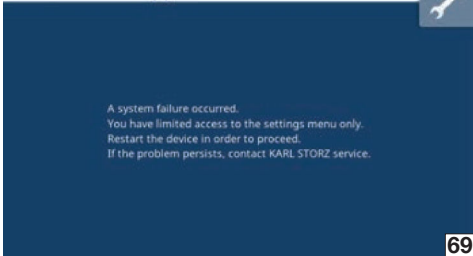 A system failure occurred.
You have limited access to the settings menu only.
Restart the device in order to proceed.
If the problem persists, contact KARL STORZ service.
69